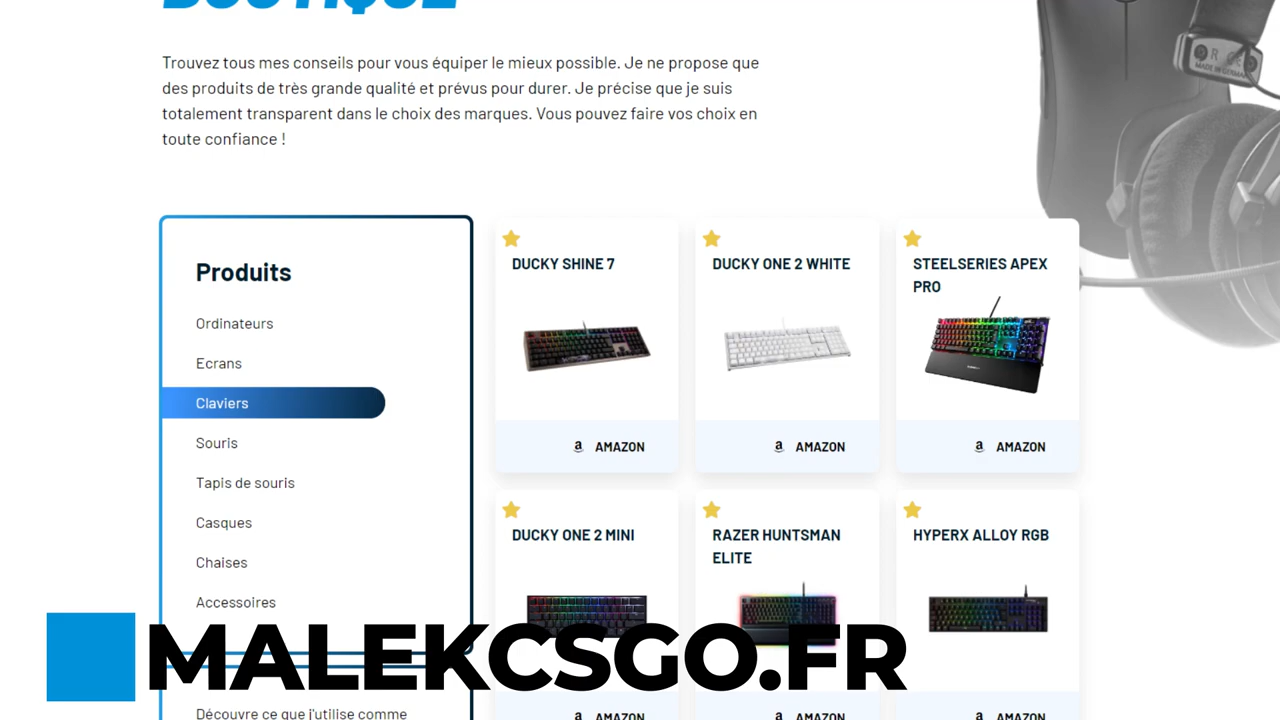 BOUTIQUE
Trouvez tous mes conseils pour vous équiper le mieux possible. Je ne propose que
des produits de très grande qualité et prévus pour durer. Je précise que je suis
totalement transparent dans le choix des marques. Vous pouvez faire vos choix en
toute confiance !
Produits
Ordinateurs
Ecrans
Claviers
Souris
Tapis de souris
Casques
Chaises
Accessoires
Découvre ce que j'utilise comme
DUCKY SHINE 7
AMAZON
DUCKY ONE 2 WHITE
AMAZON
STEELSERIES APEX
PRO
AMAZON
DUCKY ONE 2 MINI
AMAZON
RAZER HUNTSMAN
ELITE
AMAZON
HYPERX ALLOY RGB
AMAZON
MALEKCSGO.FR